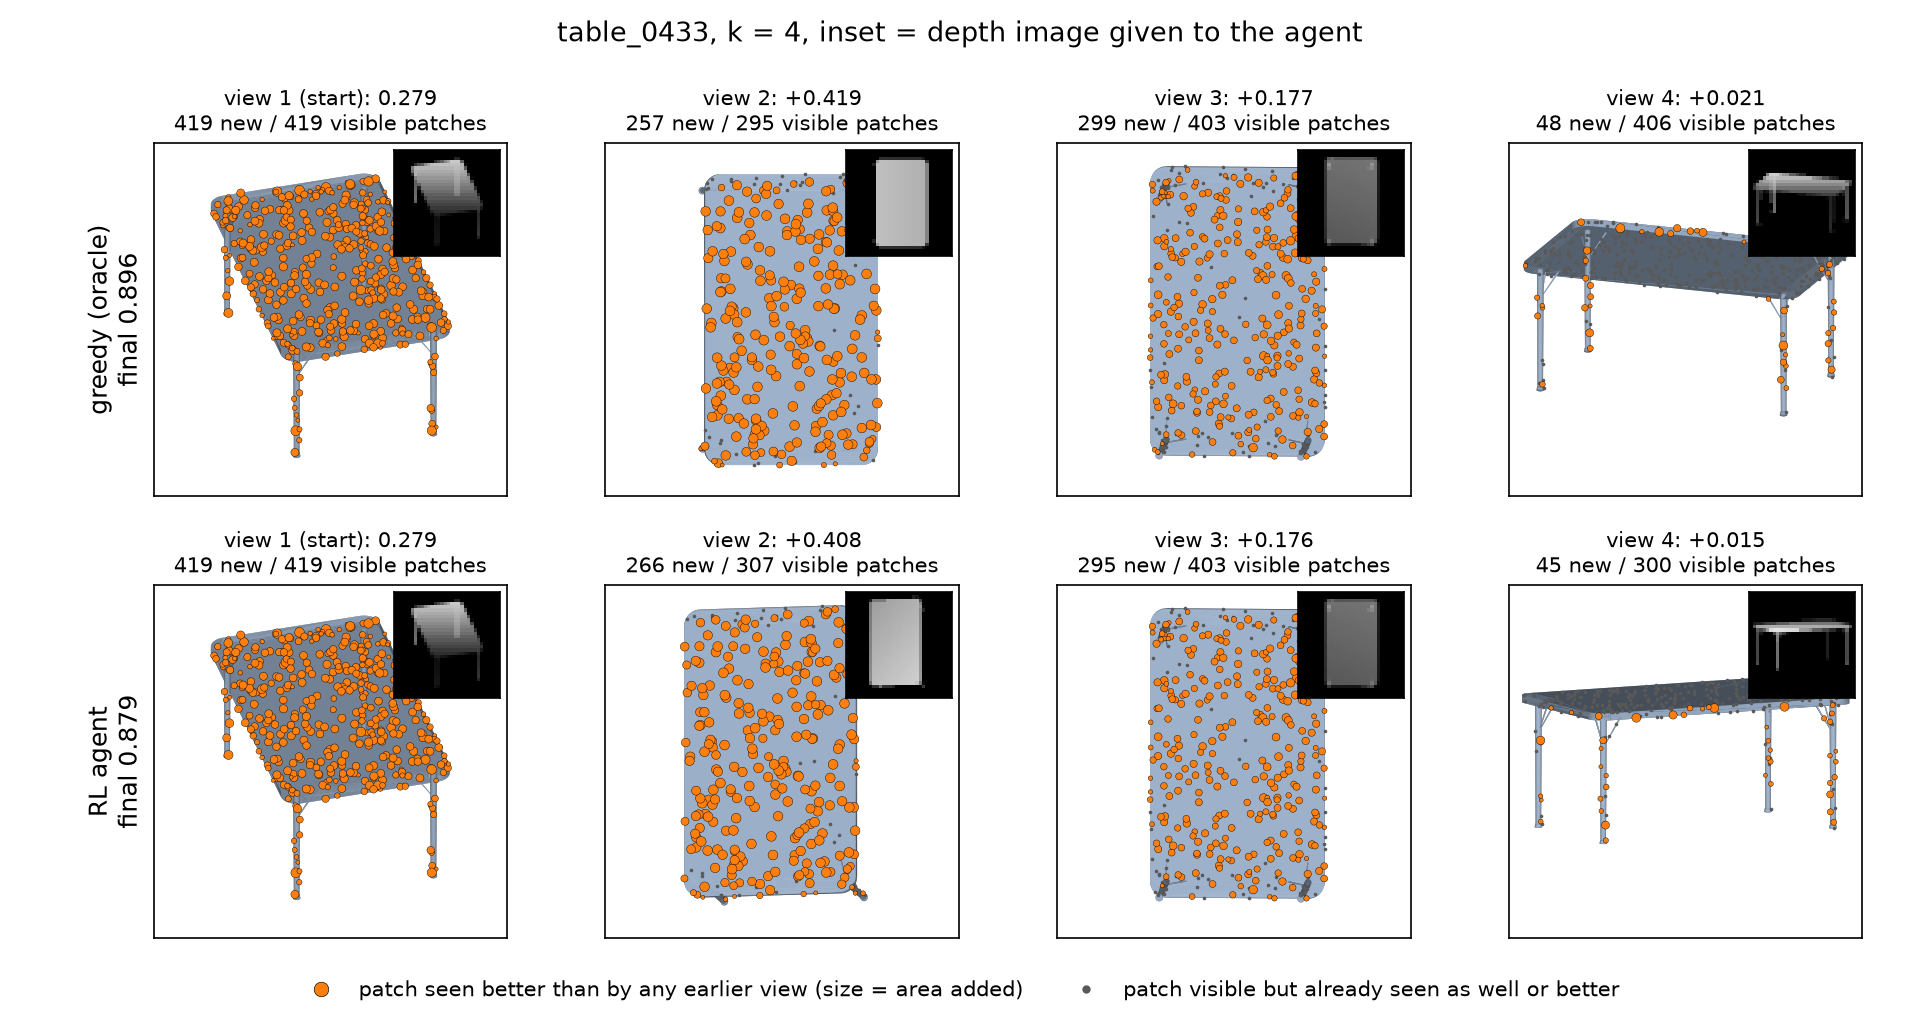 table_0433, k = 4, inset = depth image given to the agent
view 1 (start): 0.279
419 new / 419 visible patches
view 2: +0.419
257 new / 295 visible patches
view 3: +0.177
299 new / 403 visible patches
view 4: +0.021
48 new / 406 visible patches
greedy (oracle)
final 0.896
view 1 (start): 0.279
419 new / 419 visible patches
view 2: +0.408
266 new / 307 visible patches
view 3: +0.176
295 new / 403 visible patches
view 4: +0.015
45 new / 300 visible patches
RL agent
final 0.879
patch seen better than by any earlier view (size = area added)
patch visible but already seen as well or better